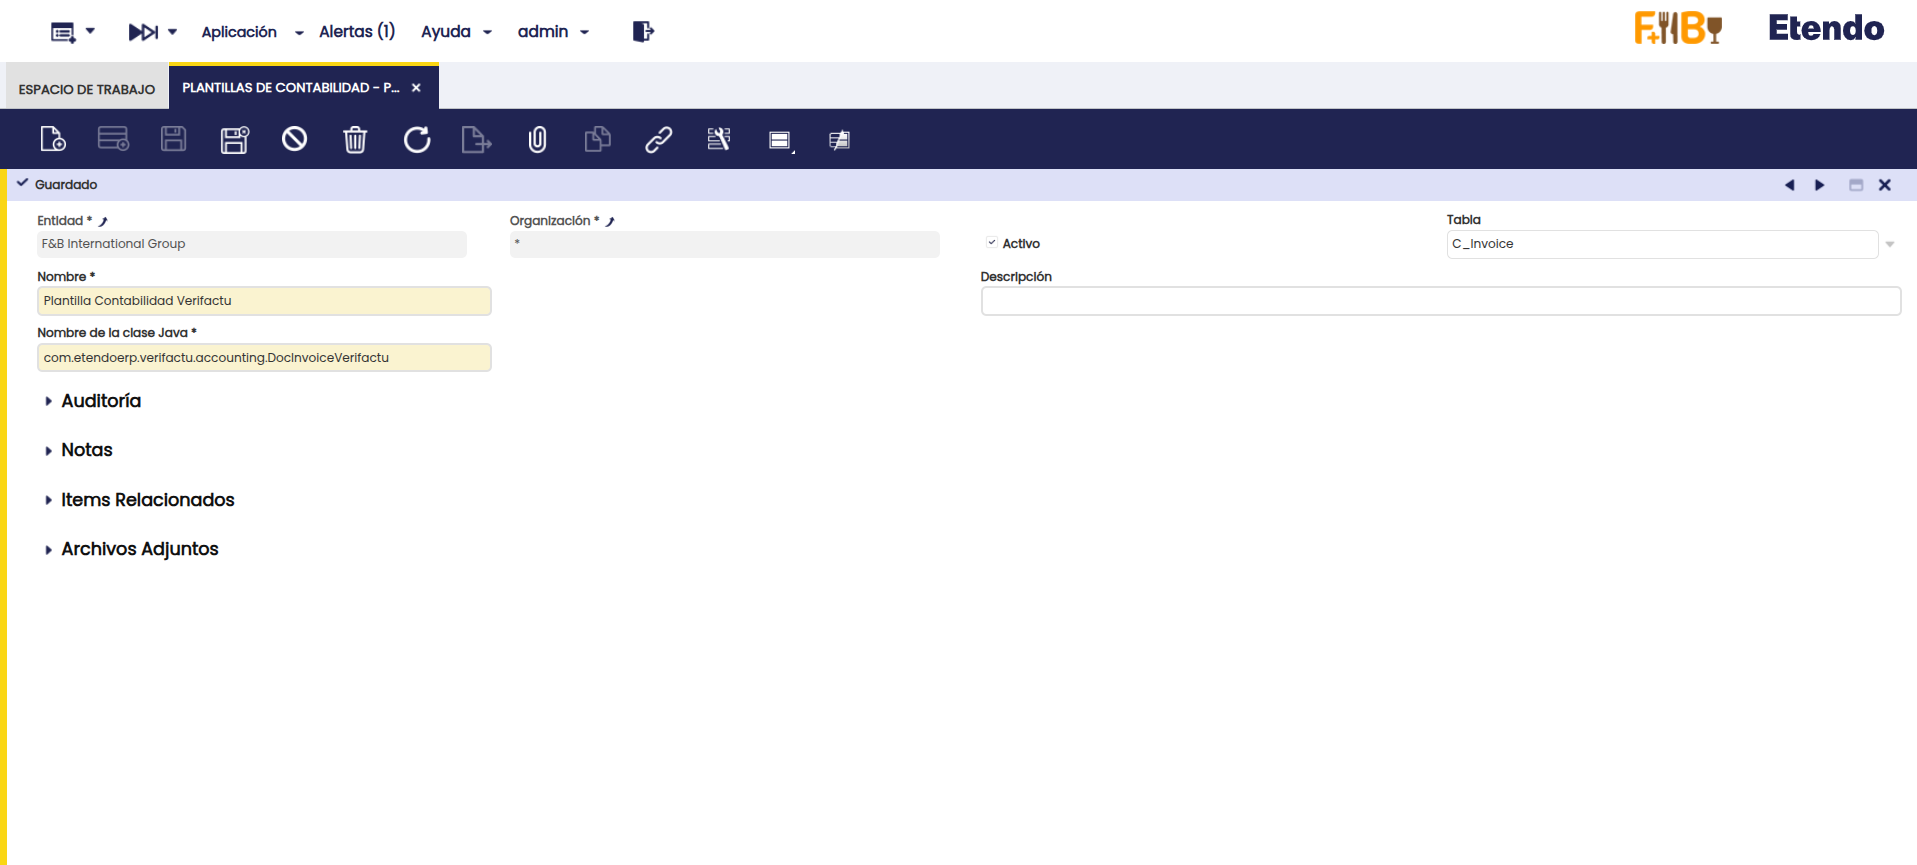 Aplicación Alertas (1) Ayuda admin
F+B Etendo
ESPACIO DE TRABAJO PLANTILLAS DE CONTABILIDAD - P...
Guardado
Entidad * Organización * Tabla
F&B International Group * Activo C_Invoice
Nombre * Descripción
Plantilla Contabilidad Verifactu
Nombre de la clase Java *
com.etendoerp.verifactu.accounting.DocInvoiceVerifactu
Auditoría
Notas
Items Relacionados
Archivos Adjuntos